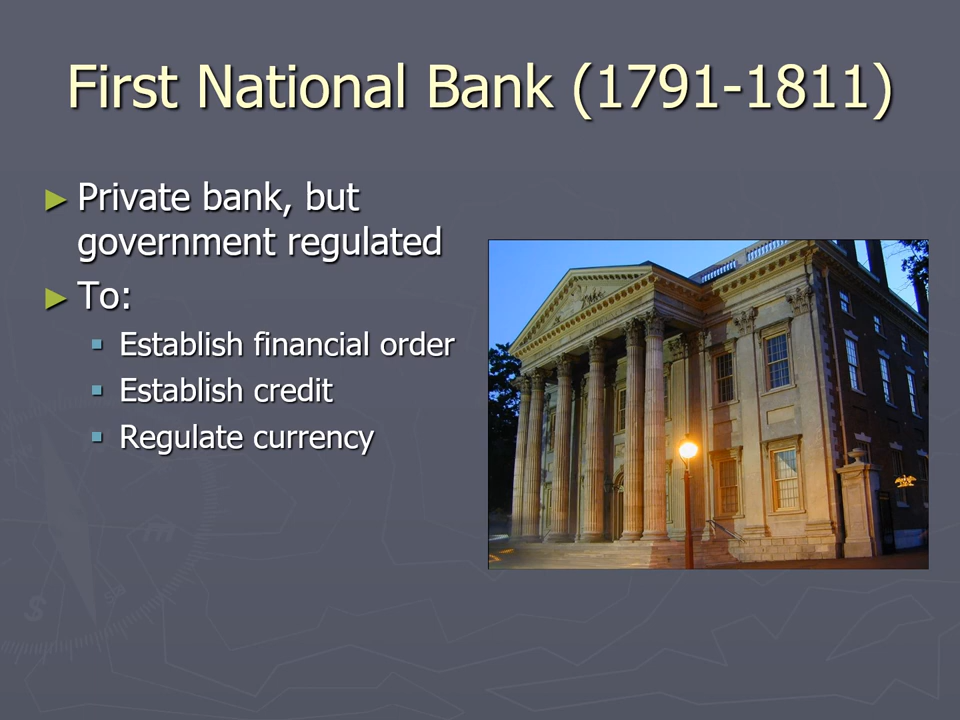 First National Bank (1791-1811)
► Private bank, but
government regulated
► To:
▪ Establish financial order
▪ Establish credit
▪ Regulate currency